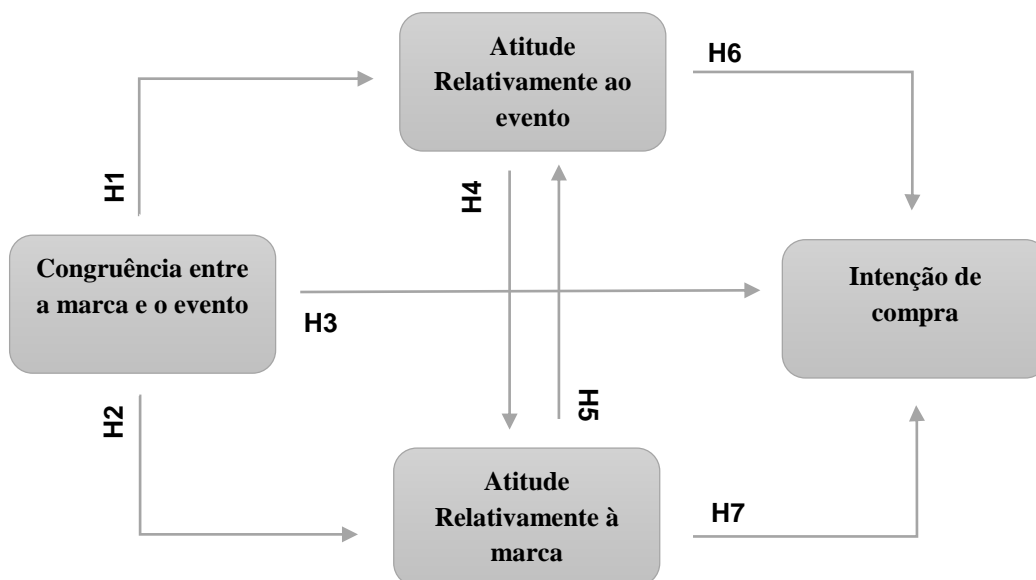 Atitude
Relativamente ao
evento
H6
H1
H4
Congruência entre
a marca e o evento
H3
Intenção de
compra
H2
H5
Atitude
Relativamente à
marca
H7